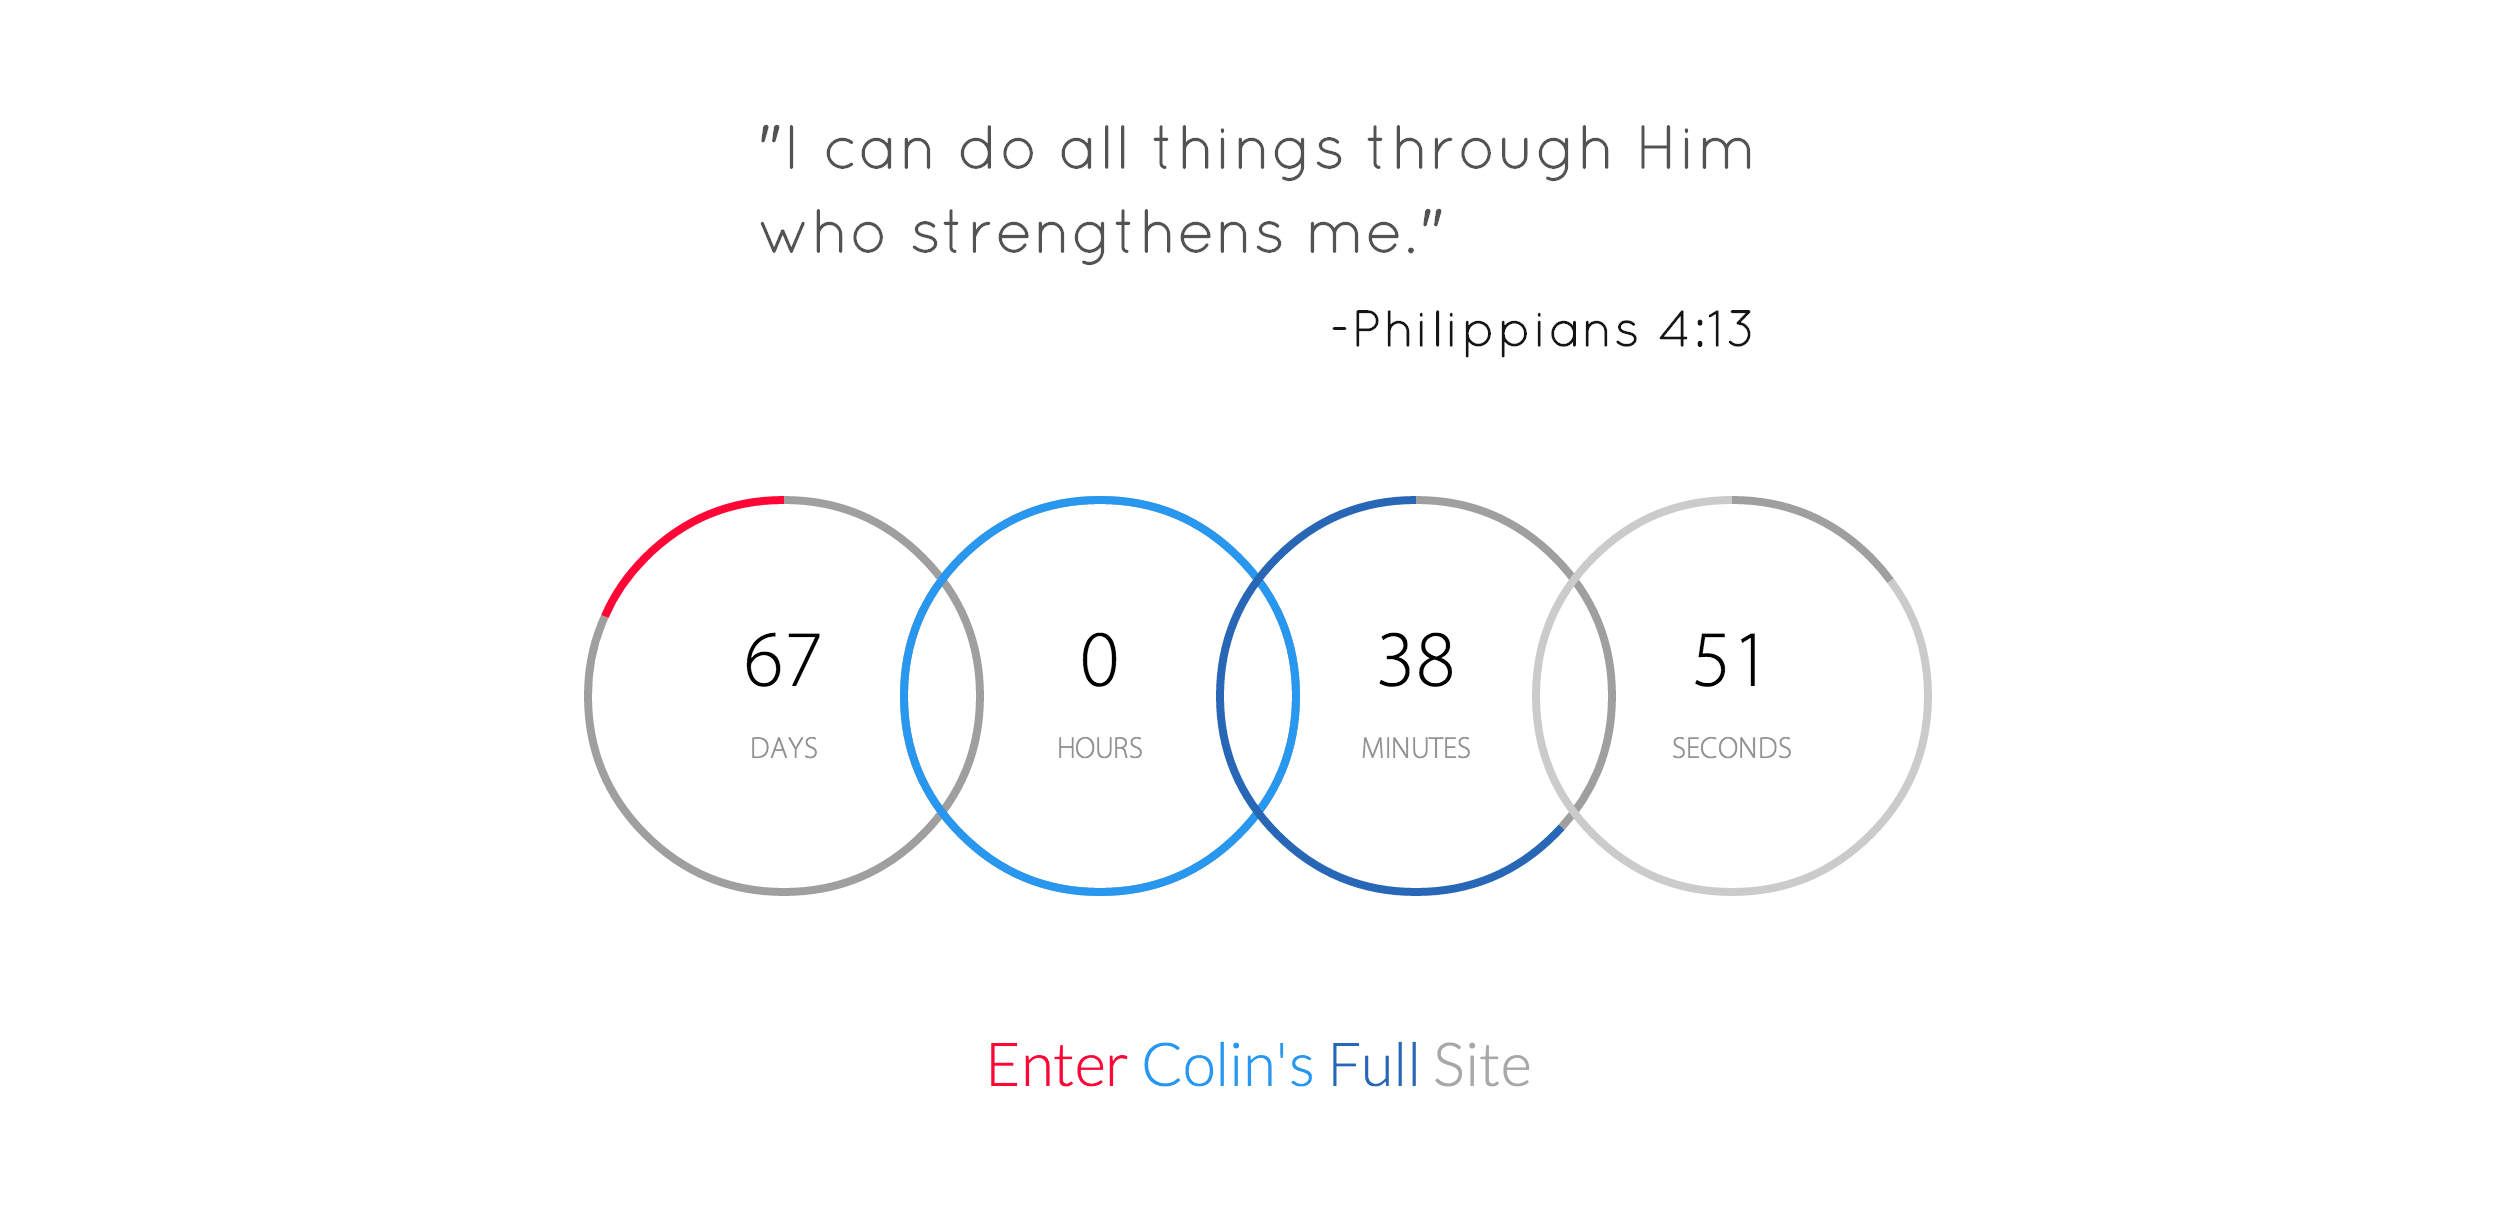 "I can do all things through Him
who strengthens me."
-Philippians 4:13
67 0 38 51
DAYS HOURS MINUTES SECONDS
Enter Colin's Full Site